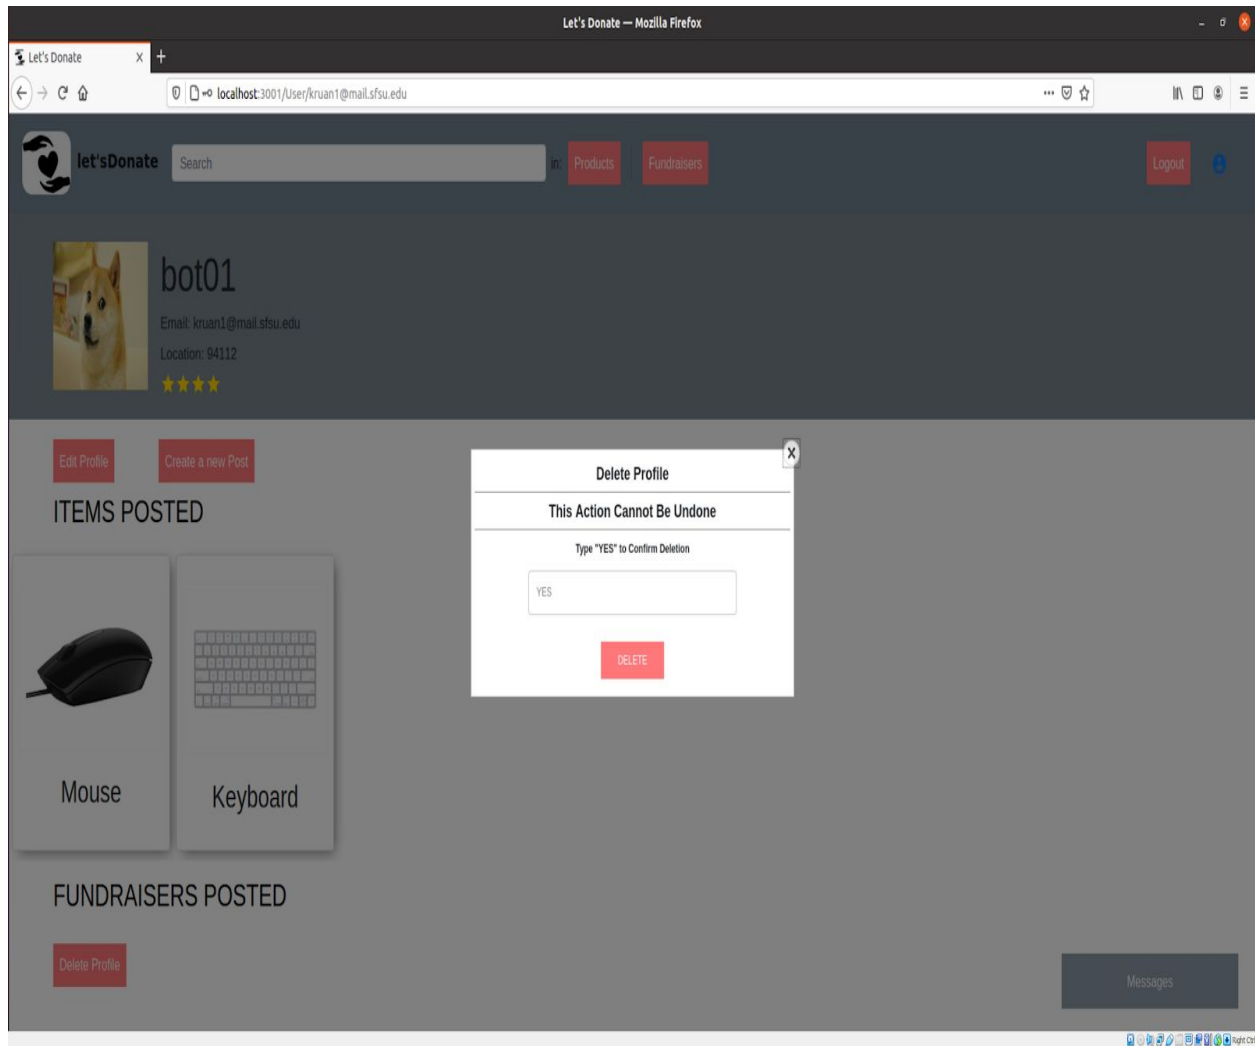 Let's Donate — Mozilla Firefox
Let's Donate
localhost:3001/User/kruan1@mail.sfsu.edu
let'sDonate
Search
in:
Products
Fundraisers
Logout
bot01
Email: kruan1@mail.sfsu.edu
Location: 94112
Edit Profile
Create a new Post
ITEMS POSTED
Mouse
Keyboard
Delete Profile
This Action Cannot Be Undone
Type "YES" to Confirm Deletion
YES
DELETE
FUNDRAISERS POSTED
Delete Profile
Messages
Right Ct